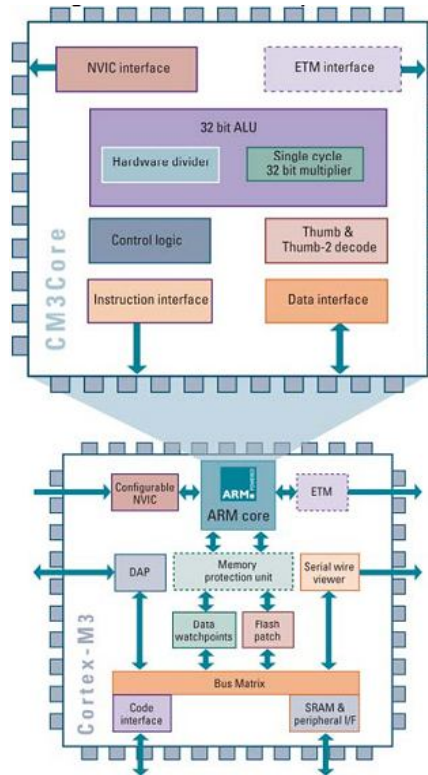 NVIC interface
ETM interface
32 bit ALU
Hardware divider
Single cycle
32 bit multiplier
Control logic
Thumb &
Thumb-2 decode
Instruction interface
Data interface
CM3Core
Configurable
NVIC
ARM
POWERED
ARM core
ETM
DAP
Memory
protection unit
Serial wire
viewer
Data
watchpoints
Flash
patch
Bus Matrix
Code
interface
SRAM &
peripheral I/F
Cortex-M3